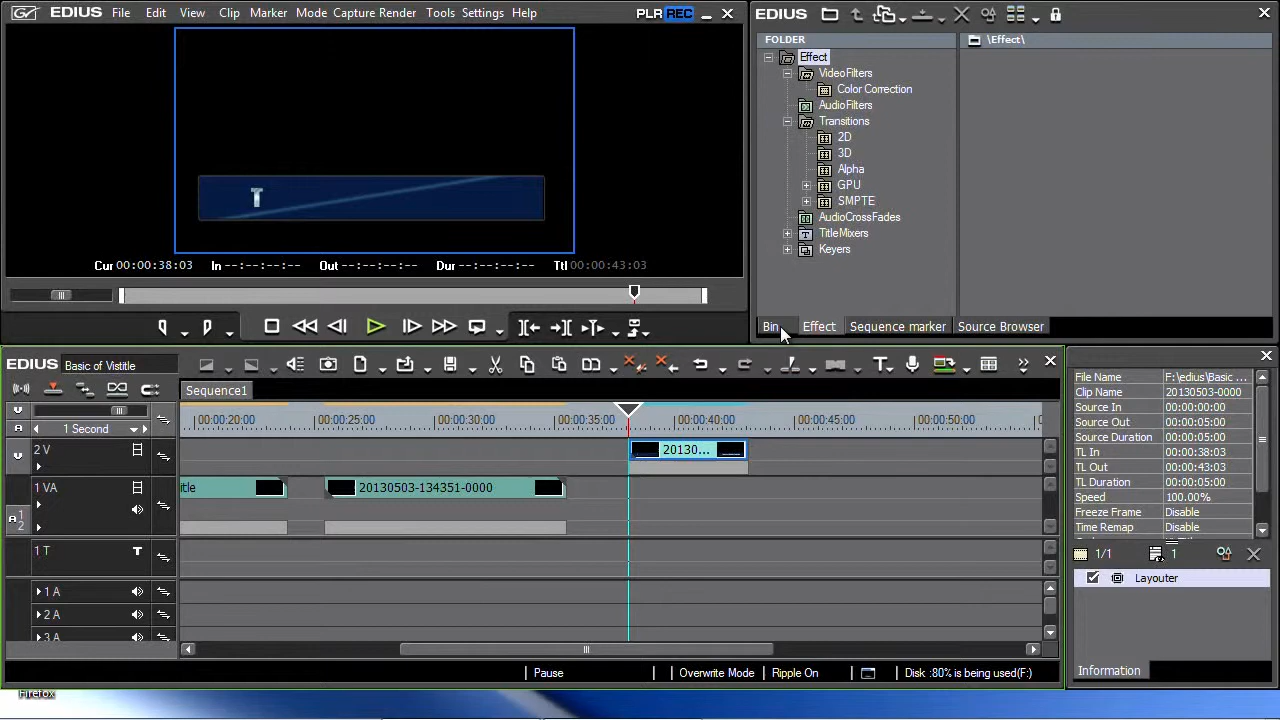 GV File Edit View Clip Marker Mode Capture Render Tools Settings Help PLR REC
T
Cur 00:00:38:03 In --:--:--:-- Out --:--:--:-- Dur --:--:--:-- Ttl 00:00:43:03
EDIUS
FOLDER
\Effect\
Effect
VideoFilters
Color Correction
AudioFilters
Transitions
2D
3D
Alpha
GPU
SMPTE
AudioCrossFades
TitleMixers
Keyers
Bin Effect Sequence marker Source Browser
EDIUS Basic of Vistitle
Sequence1
1 Second
00:00:20:00 00:00:25:00 00:00:30:00 00:00:35:00 00:00:40:00 00:00:45:00 00:00:50:00
2 V
20130...
1 VA
itle
20130503-134351-0000
A 1
2
1 T T
1 A
2 A
3 A
Pause Overwrite Mode Ripple On Disk :80% is being used(F:)
File Name F:\edius\Basic ...
Clip Name 20130503-0000
Source In 00:00:00:00
Source Out 00:00:05:00
Source Duration 00:00:05:00
TL In 00:00:38:03
TL Out 00:00:43:03
TL Duration 00:00:05:00
Speed 100.00%
Freeze Frame Disable
Time Remap Disable
1/1 1
Layouter
Information
Firefox